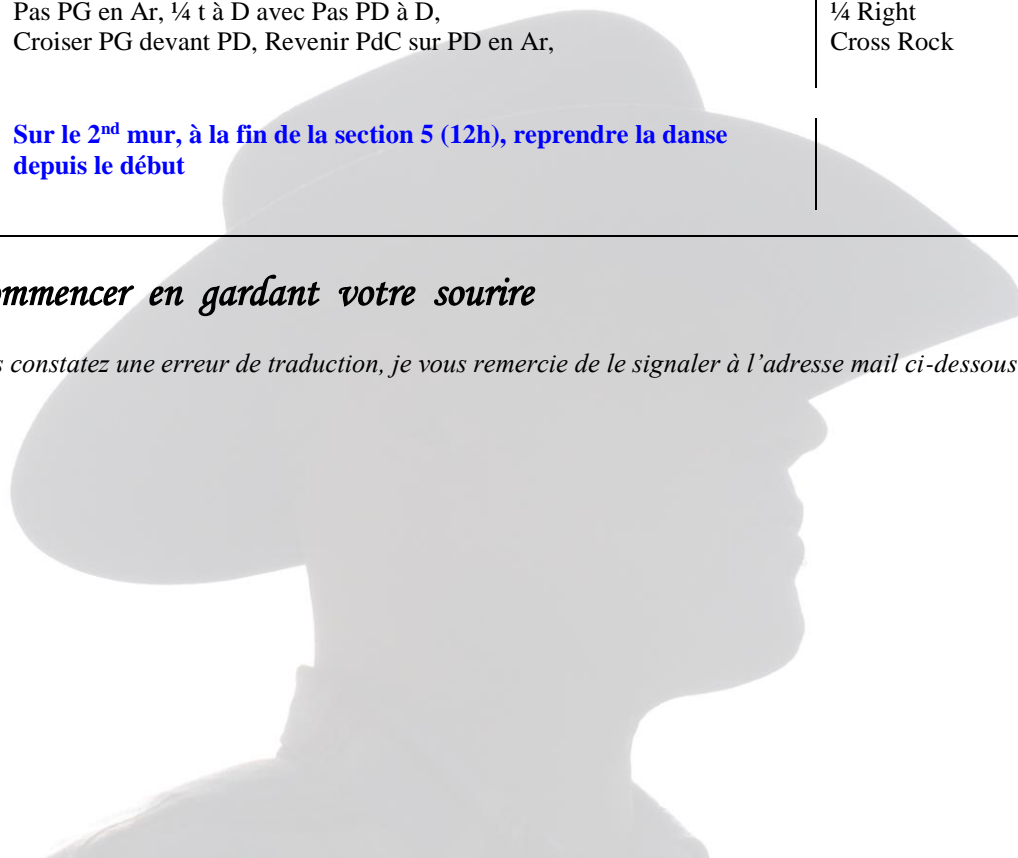 Pas PG en Ar, ¼ t à D avec Pas PD à D,
¼ Right
Croiser PG devant PD, Revenir PdC sur PD en Ar,
Cross Rock
Sur le 2nd mur, à la fin de la section 5 (12h), reprendre la danse
depuis le début
ommencer en gardant votre sourire
s constatez une erreur de traduction, je vous remercie de le signaler à l’adresse mail ci-dessous